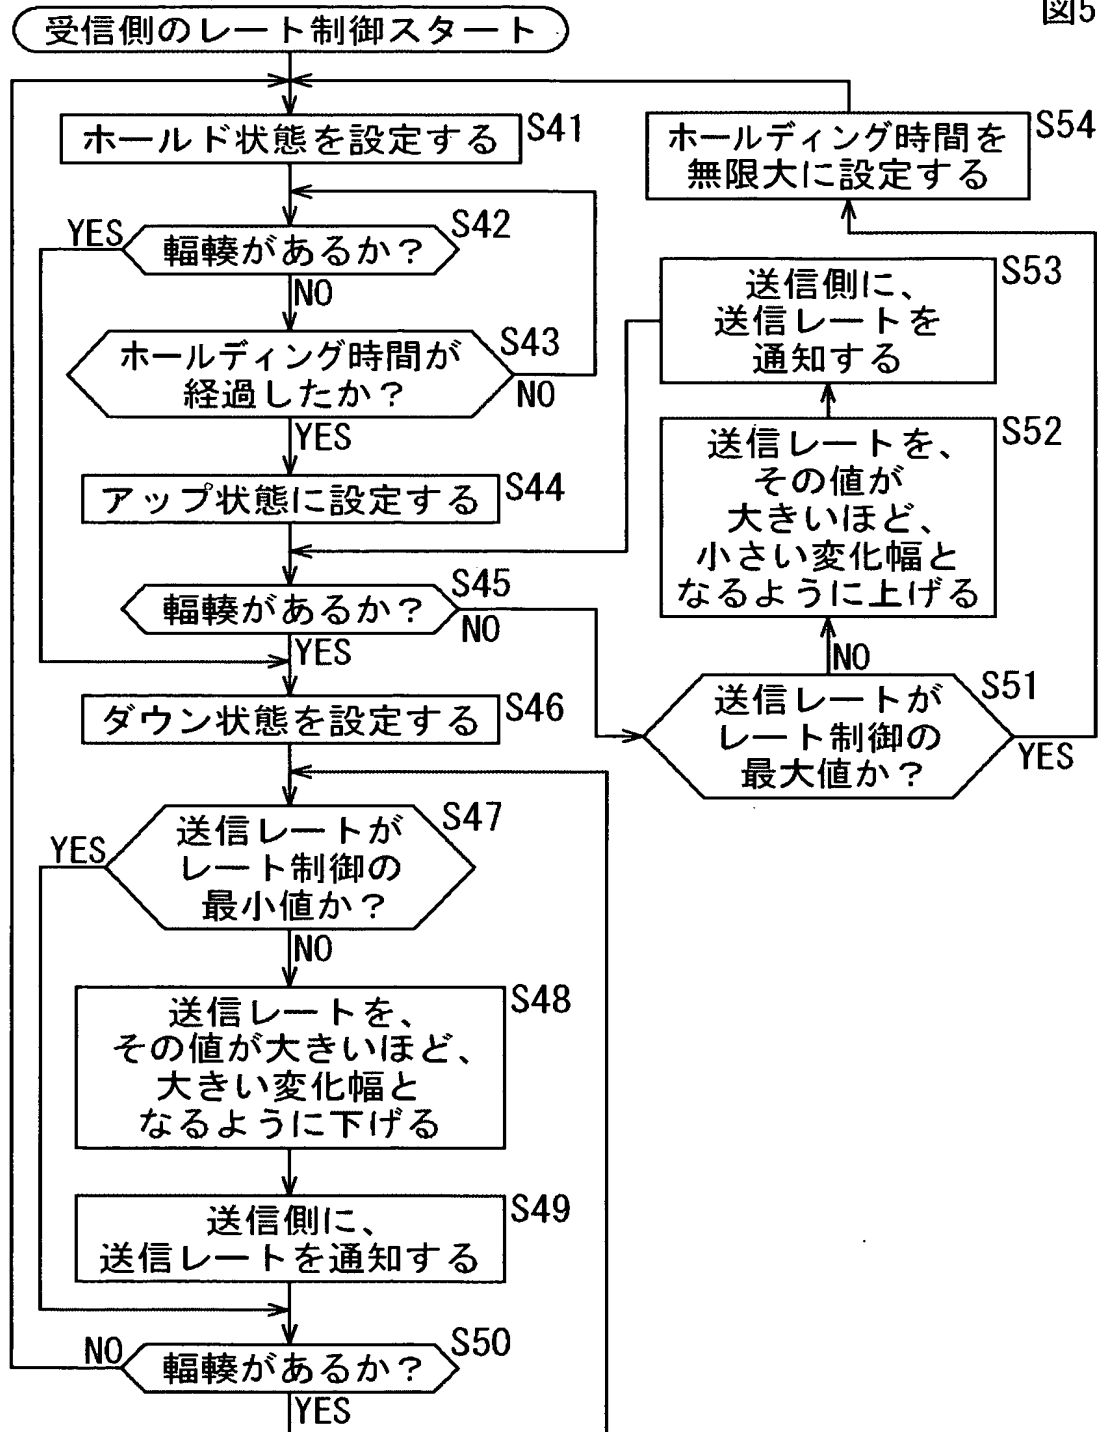 図5
受信側のレート制御スタート
ホールド状態を設定する
S41
YES
輻輳があるか?
S42
NO
ホールディング時間が
経過したか?
S43
NO
YES
アップ状態に設定する
S44
輻輳があるか?
S45
NO
YES
ダウン状態を設定する
S46
YES
送信レートが
レート制御の
最小値か?
S47
NO
送信レートを、
その値が大きいほど、
大きい変化幅と
なるように下げる
S48
送信側に、
送信レートを通知する
S49
NO
輻輳があるか?
S50
YES
ホールディング時間を
無限大に設定する
S54
送信側に、
送信レートを
通知する
S53
送信レートを、
その値が
大きいほど、
小さい変化幅と
なるように上げる
S52
NO
送信レートが
レート制御の
最大値か?
S51
YES